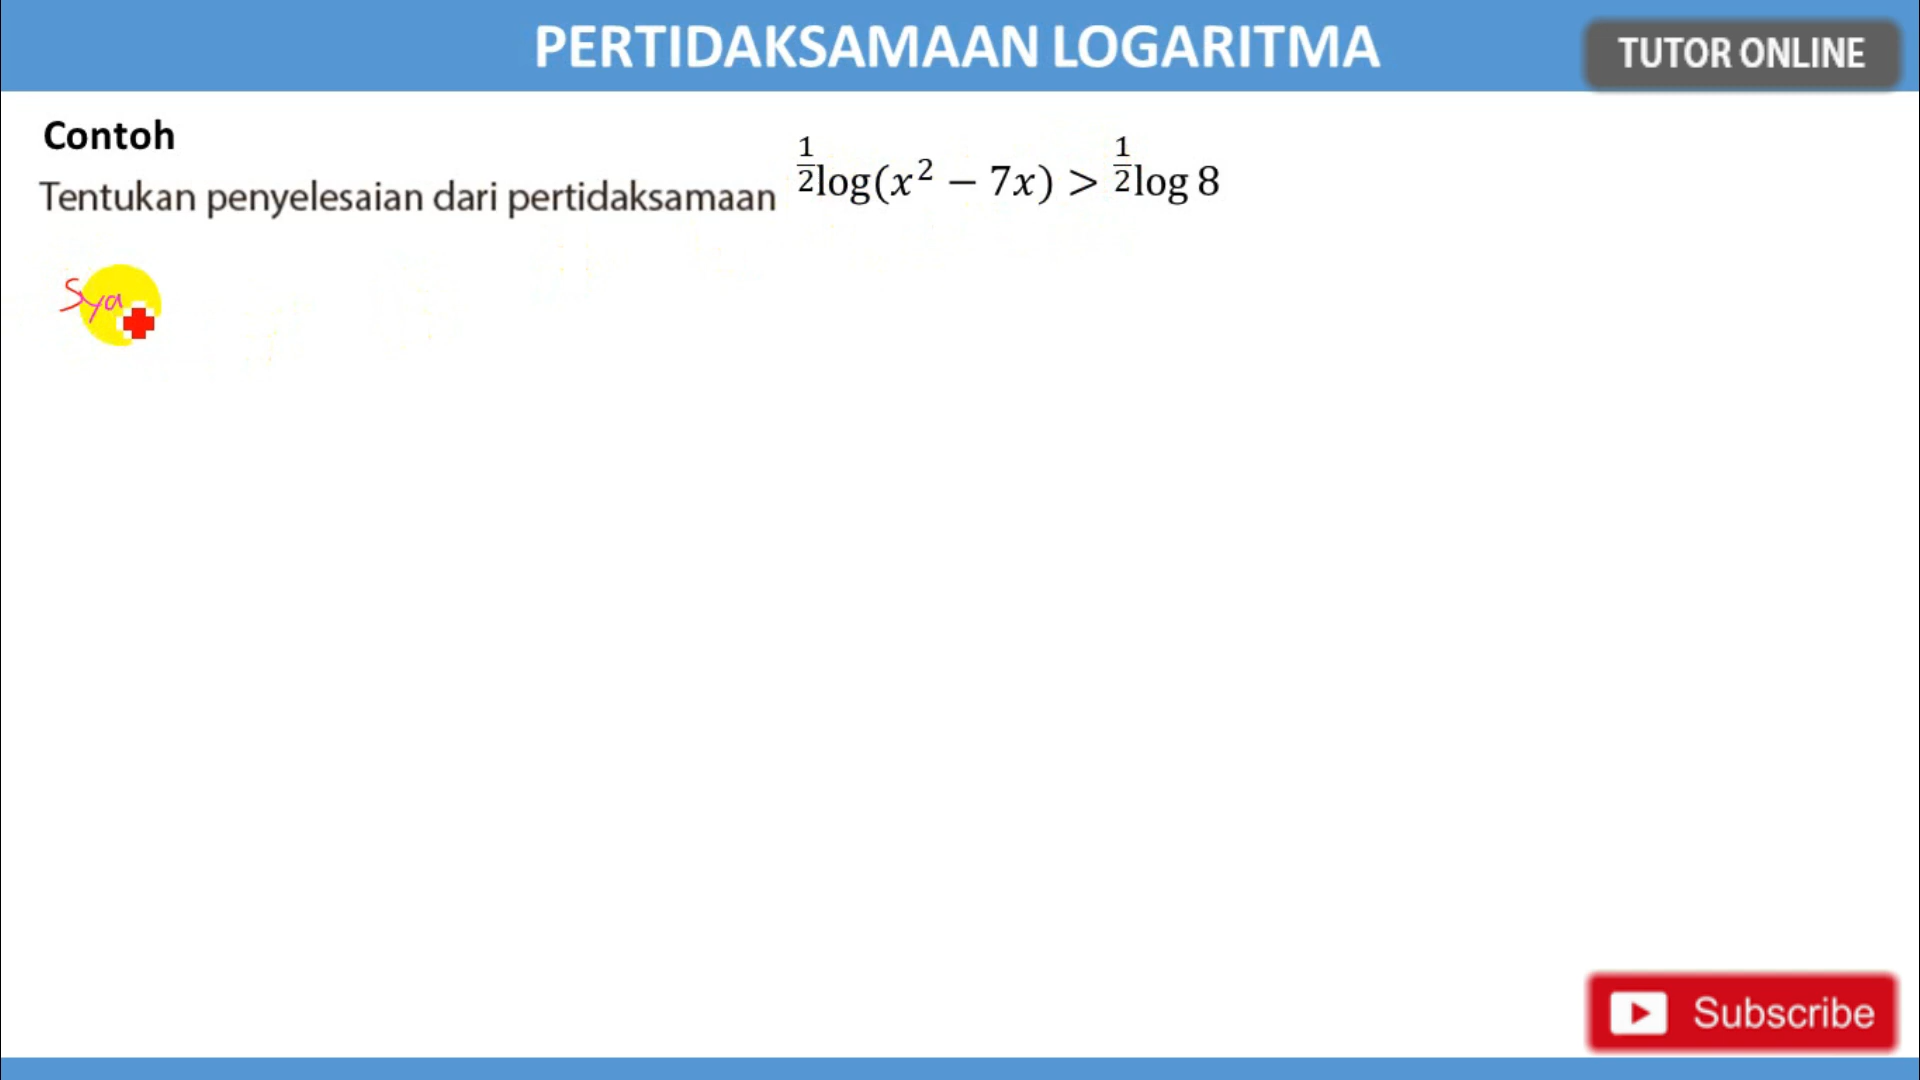 PERTIDAKSAMAAN LOGARITMA
TUTOR ONLINE
Contoh
Tentukan penyelesaian dari pertidaksamaan ½log(x² − 7x) > ½log 8
Sya
Subscribe